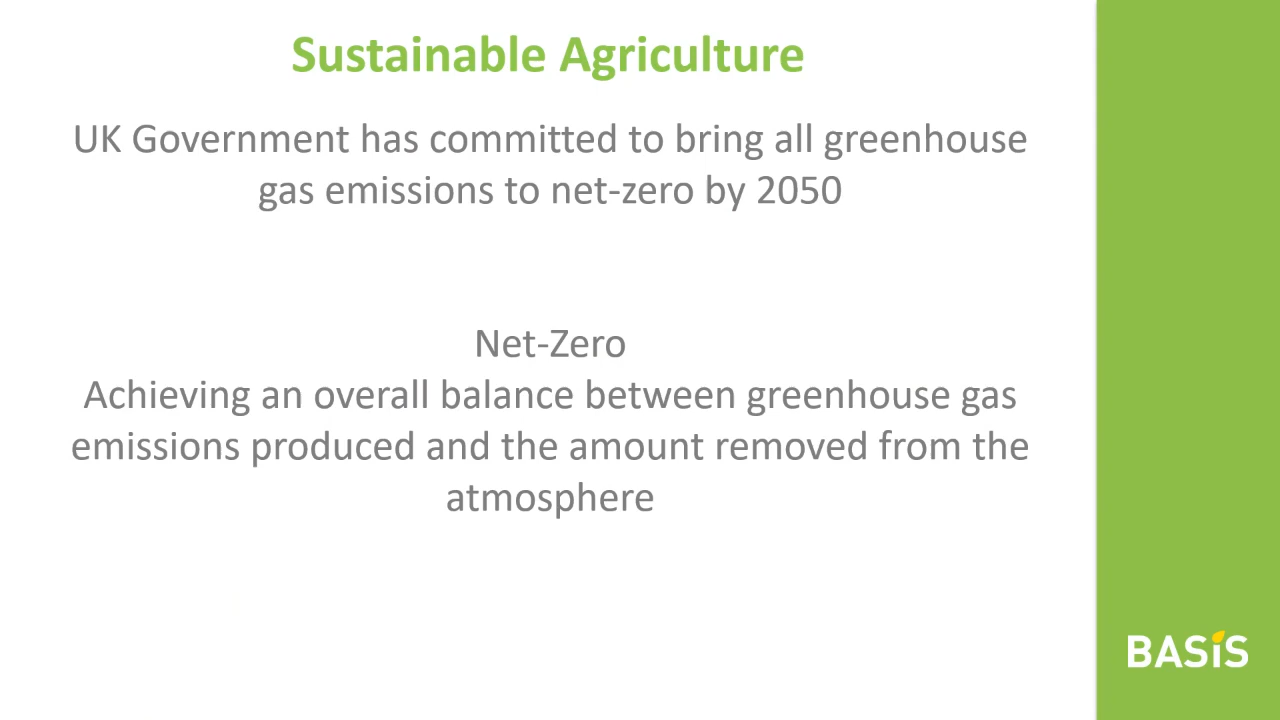 Sustainable Agriculture
UK Government has committed to bring all greenhouse
gas emissions to net-zero by 2050
Net-Zero
Achieving an overall balance between greenhouse gas
emissions produced and the amount removed from the
atmosphere
BASiS